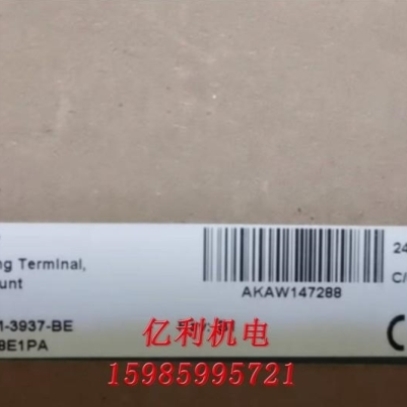 24
ng Terminal,
unt
C/
AKAW147288
-3937-BE
BE1PA
亿利机电
15985995721